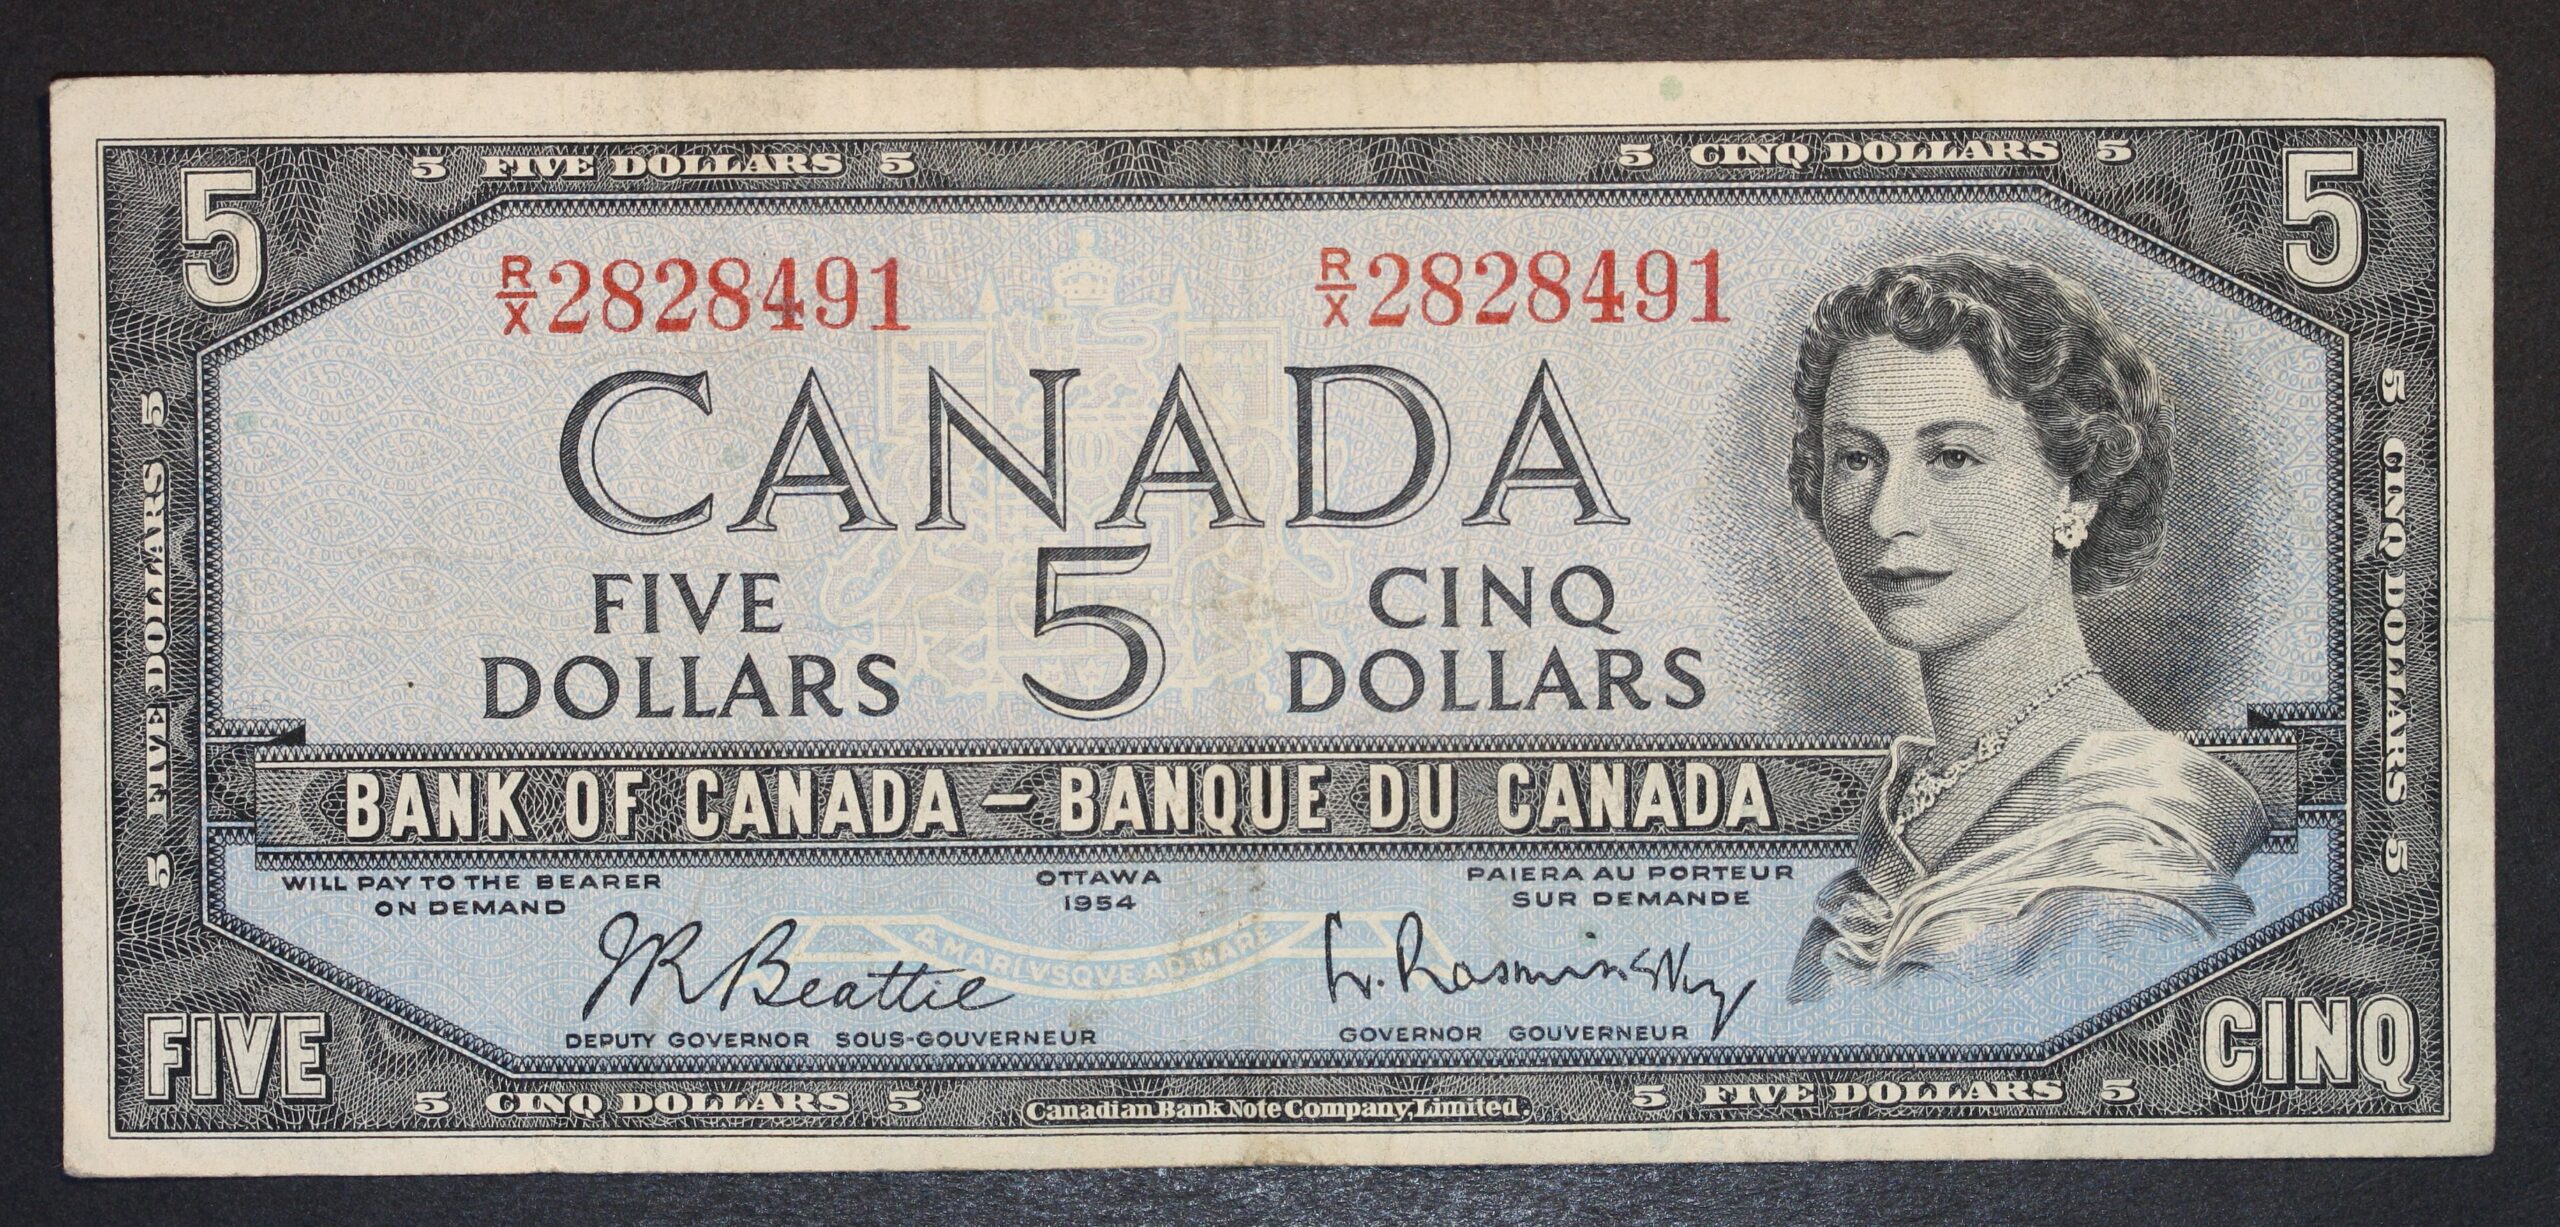 5 FIVE DOLLARS 5
5 CINQ DOLLARS 5
5
5
R/X 2828491
R/X 2828491
CANADA
5 FIVE DOLLARS 5
5 CINQ DOLLARS 5
FIVE
DOLLARS
5
CINQ
DOLLARS
BANK OF CANADA – BANQUE DU CANADA
WILL PAY TO THE BEARER
ON DEMAND
OTTAWA
1954
PAIERA AU PORTEUR
SUR DEMANDE
A MARI VSQVE AD MARE
JR Beattie
L. Rasminsky
DEPUTY GOVERNOR SOUS-GOUVERNEUR
GOVERNOR GOUVERNEUR
FIVE
CINQ
5 CINQ DOLLARS 5
Canadian Bank Note Company, Limited.
5 FIVE DOLLARS 5